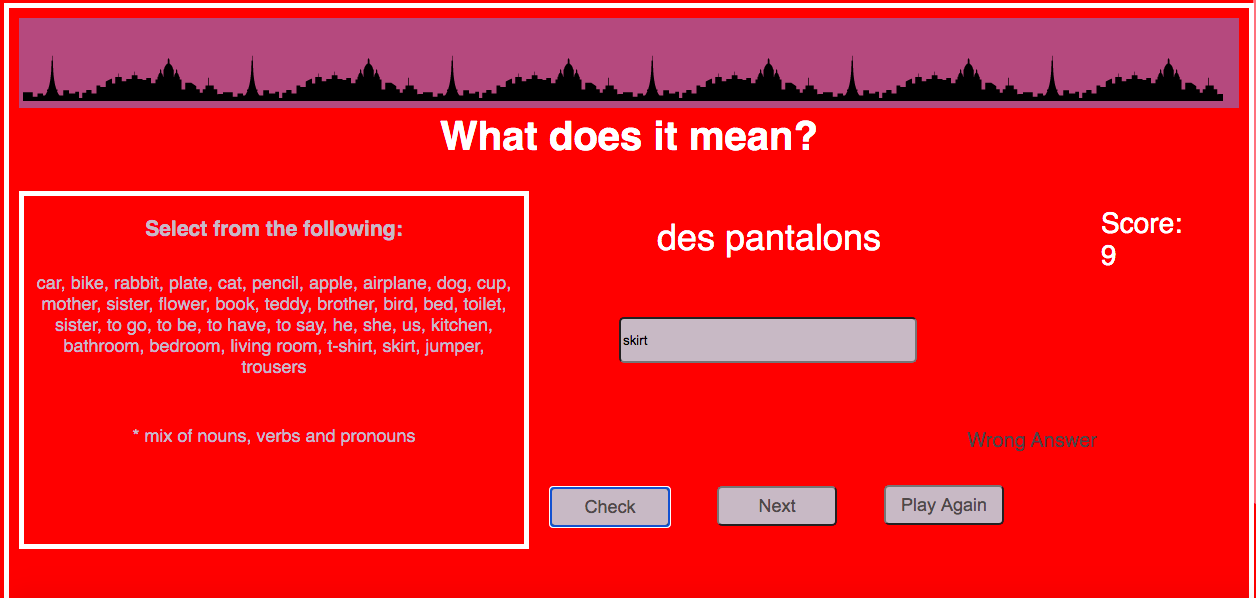 What does it mean?
Select from the following:
car, bike, rabbit, plate, cat, pencil, apple, airplane, dog, cup,
mother, sister, flower, book, teddy, brother, bird, bed, toilet,
sister, to go, to be, to have, to say, he, she, us, kitchen,
bathroom, bedroom, living room, t-shirt, skirt, jumper,
trousers
* mix of nouns, verbs and pronouns
des pantalons
skirt
Wrong Answer
Check
Next
Play Again
Score:
9